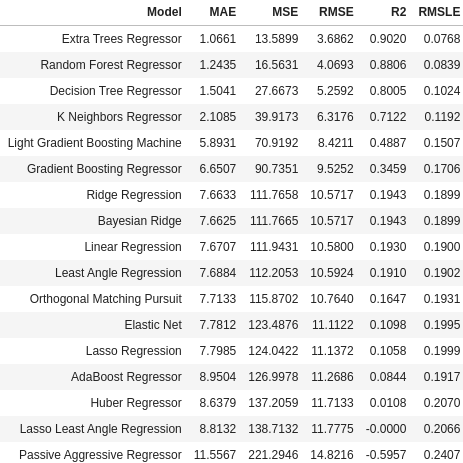 Model MAE MSE RMSE R2 RMSLE
Extra Trees Regressor 1.0661 13.5899 3.6862 0.9020 0.0768
Random Forest Regressor 1.2435 16.5631 4.0693 0.8806 0.0839
Decision Tree Regressor 1.5041 27.6673 5.2592 0.8005 0.1024
K Neighbors Regressor 2.1085 39.9173 6.3176 0.7122 0.1192
Light Gradient Boosting Machine 5.8931 70.9192 8.4211 0.4887 0.1507
Gradient Boosting Regressor 6.6507 90.7351 9.5252 0.3459 0.1706
Ridge Regression 7.6633 111.7658 10.5717 0.1943 0.1899
Bayesian Ridge 7.6625 111.7665 10.5717 0.1943 0.1899
Linear Regression 7.6707 111.9431 10.5800 0.1930 0.1900
Least Angle Regression 7.6884 112.2053 10.5924 0.1910 0.1902
Orthogonal Matching Pursuit 7.7133 115.8702 10.7640 0.1647 0.1931
Elastic Net 7.7812 123.4876 11.1122 0.1098 0.1995
Lasso Regression 7.7985 124.0422 11.1372 0.1058 0.1999
AdaBoost Regressor 8.9504 126.9978 11.2686 0.0844 0.1917
Huber Regressor 8.6379 137.2059 11.7133 0.0108 0.2070
Lasso Least Angle Regression 8.8132 138.7132 11.7775 -0.0000 0.2066
Passive Aggressive Regressor 11.5567 221.2946 14.8216 -0.5957 0.2407